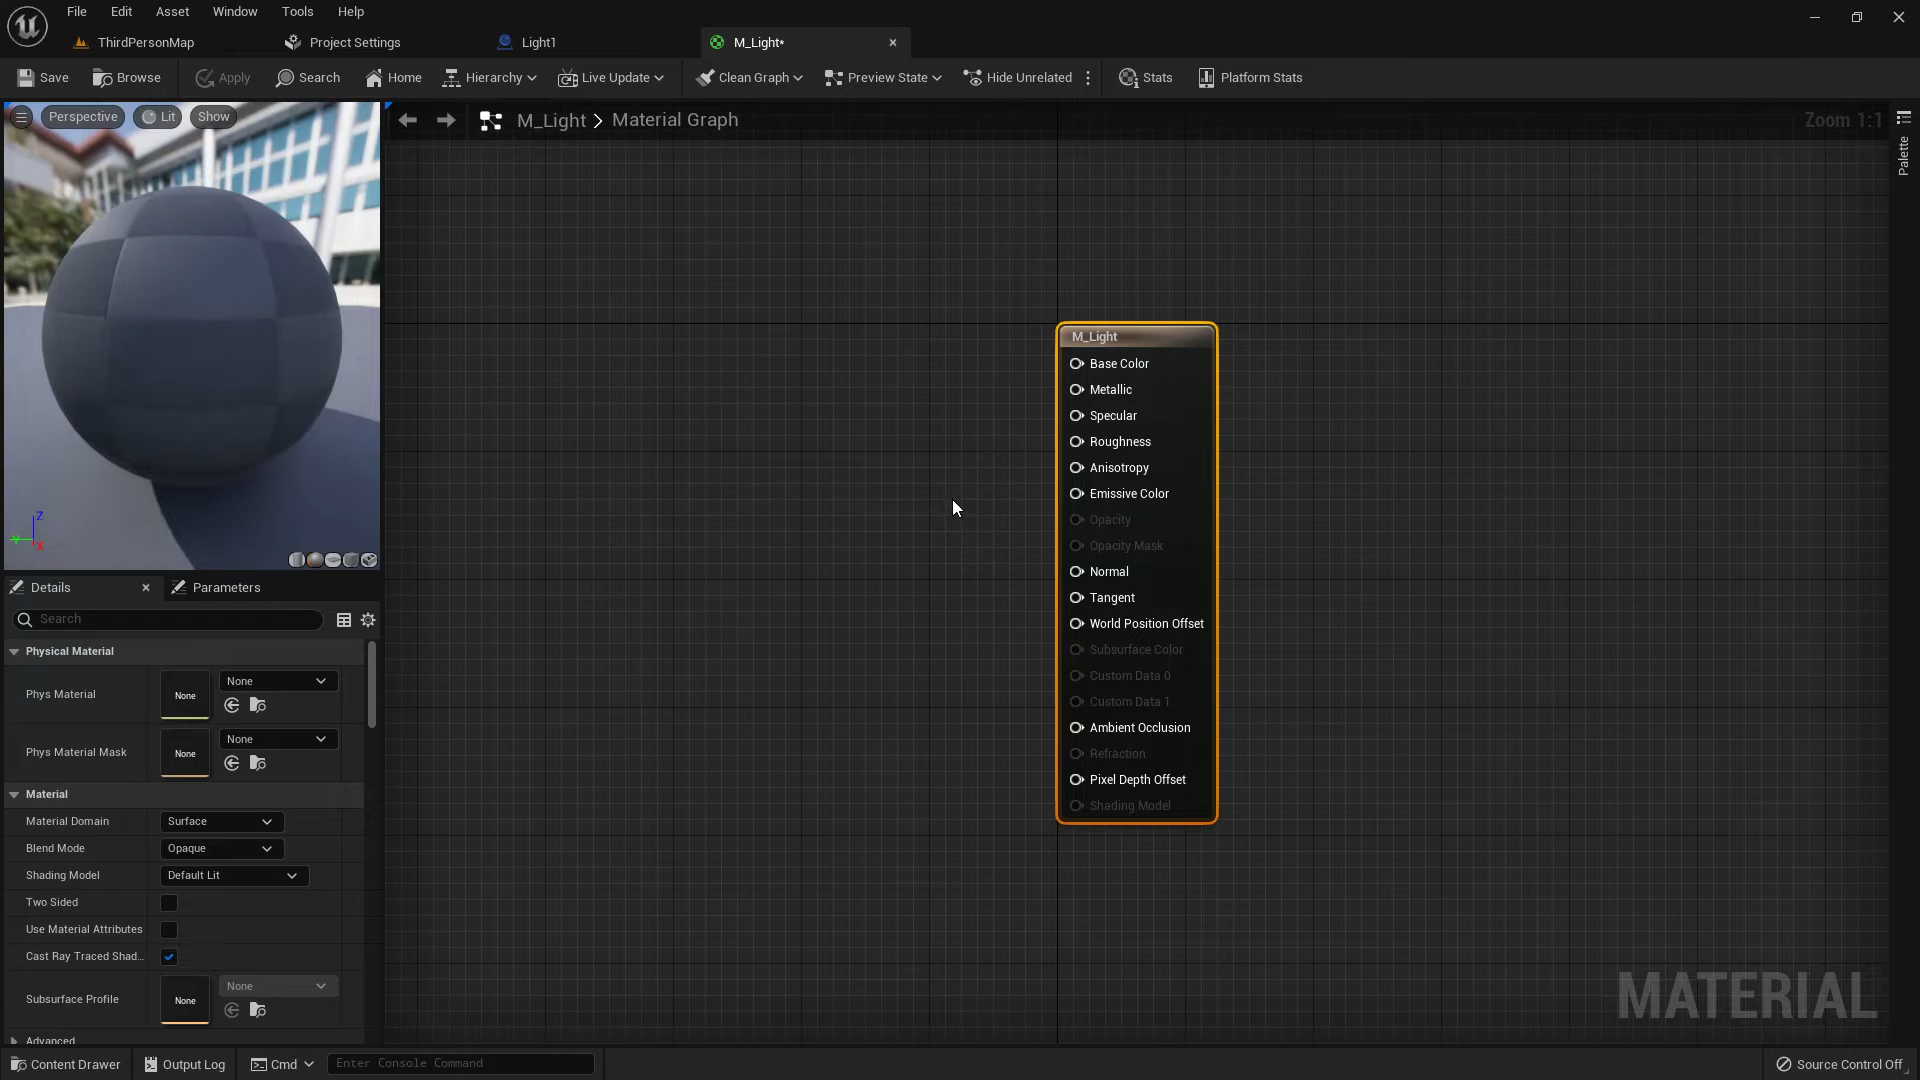 File Edit Asset Window Tools Help
ThirdPersonMap Project Settings Light1 M_Light*
Save Browse Apply Search Home Hierarchy Live Update Clean Graph Preview State Hide Unrelated Stats Platform Stats
Perspective Lit Show
M_Light > Material Graph
Zoom 1:1
Palette
M_Light
Base Color
Metallic
Specular
Roughness
Anisotropy
Emissive Color
Opacity
Opacity Mask
Normal
Tangent
World Position Offset
Subsurface Color
Custom Data 0
Custom Data 1
Ambient Occlusion
Refraction
Pixel Depth Offset
Shading Model
Z
Y
X
Details Parameters
Search
Physical Material
Phys Material None None
Phys Material Mask None None
Material
Material Domain Surface
Blend Mode Opaque
Shading Model Default Lit
Two Sided
Use Material Attributes
Cast Ray Traced Shad...
Subsurface Profile None None
Advanced
MATERIAL
Content Drawer Output Log Cmd Enter Console Command Source Control Off